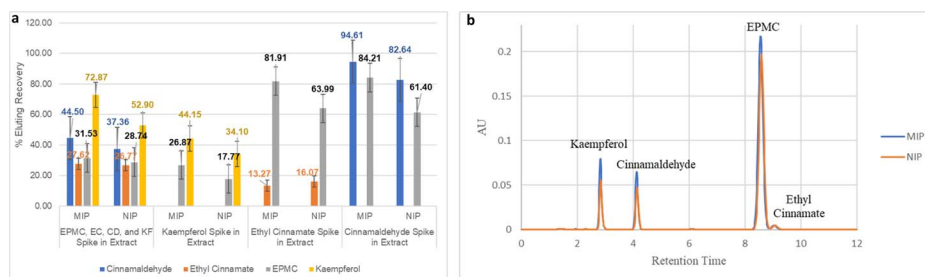 a
120.00
100.00
80.00
60.00
40.00
20.00
0.00
% Eluting Recovery
44.50
27.62
31.53
72.87
37.36
26.77
28.74
52.90
26.87
44.15
17.77
34.10
13.27
81.91
16.07
63.99
94.61
84.21
82.64
61.40
MIP NIP MIP NIP MIP NIP MIP NIP
EPMC, EC, CD, and KF Spike in Extract
Kaempferol Spike in Extract
Ethyl Cinnamate Spike in Extract
Cinnamaldehyde Spike in Extract
Cinnamaldehyde Ethyl Cinnamate EPMC Kaempferol
b
EPMC
0.2
0.15
0.1
0.05
0
AU
Kaempferol
Cinnamaldehyde
Ethyl
Cinnamate
0 2 4 6 8 10 12
Retention Time
MIP
NIP